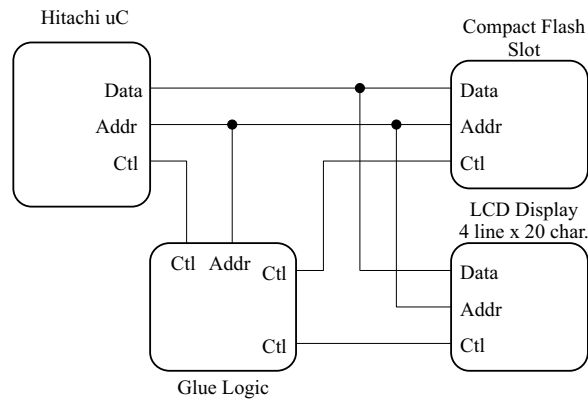 Hitachi uC
Data
Addr
Ctl
Compact Flash
Slot
Data
Addr
Ctl
LCD Display
4 line x 20 char.
Data
Addr
Ctl
Ctl Addr
Ctl
Ctl
Glue Logic